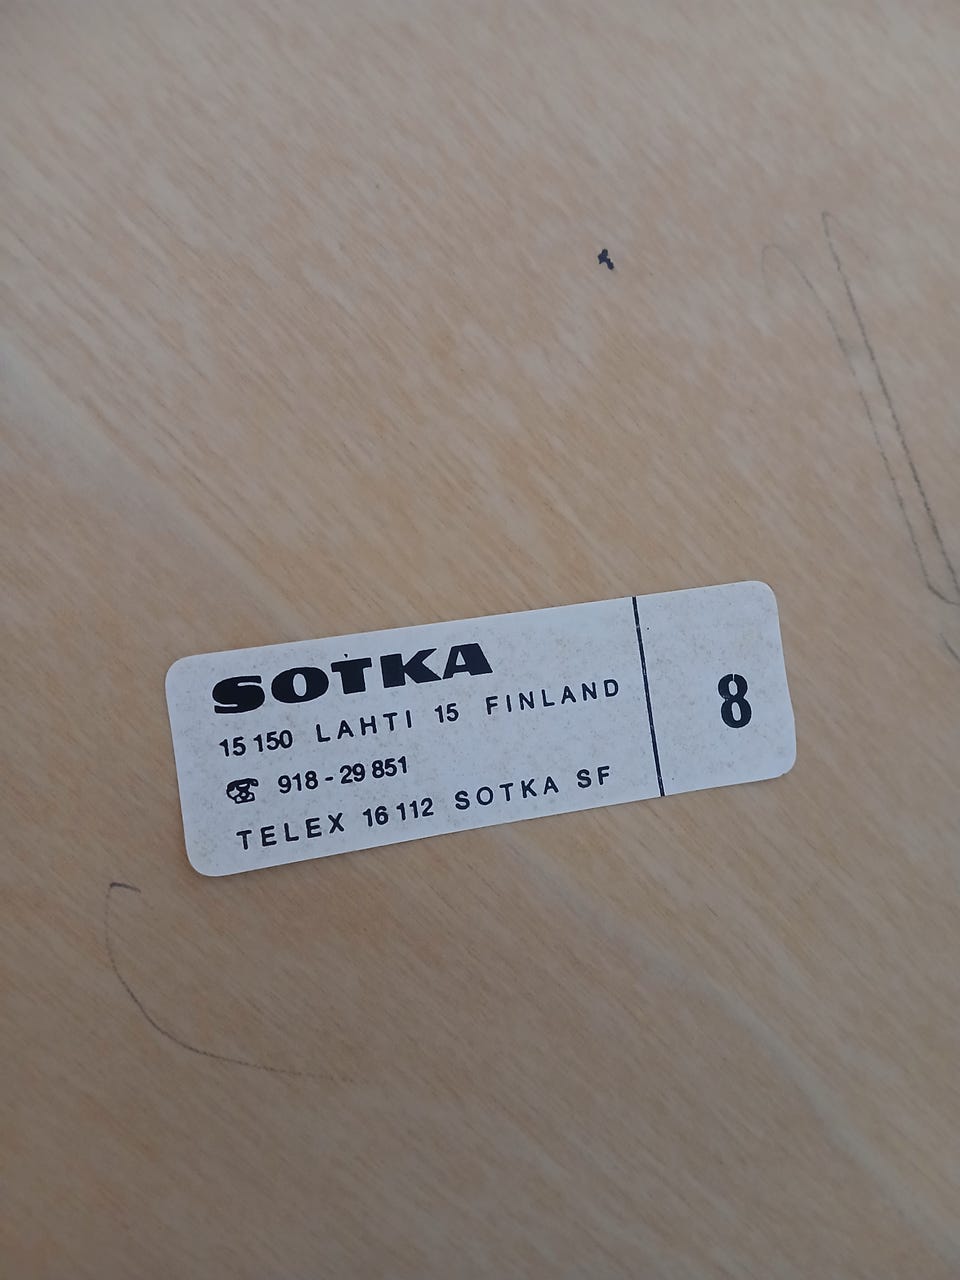 SOTKA
15 150 LAHTI 15 FINLAND
☎ 918 - 29 851
TELEX 16 112 SOTKA SF
8